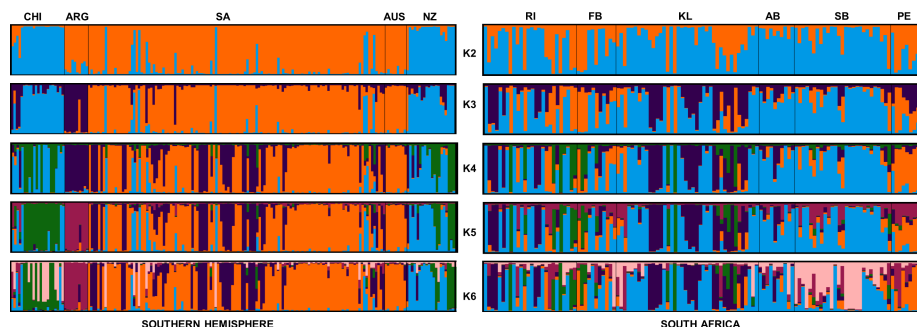 CHI ARG SA AUS NZ RI FB KL AB SB PE
K2
K3
K4
K5
K6
SOUTHERN HEMISPHERE SOUTH AFRICA